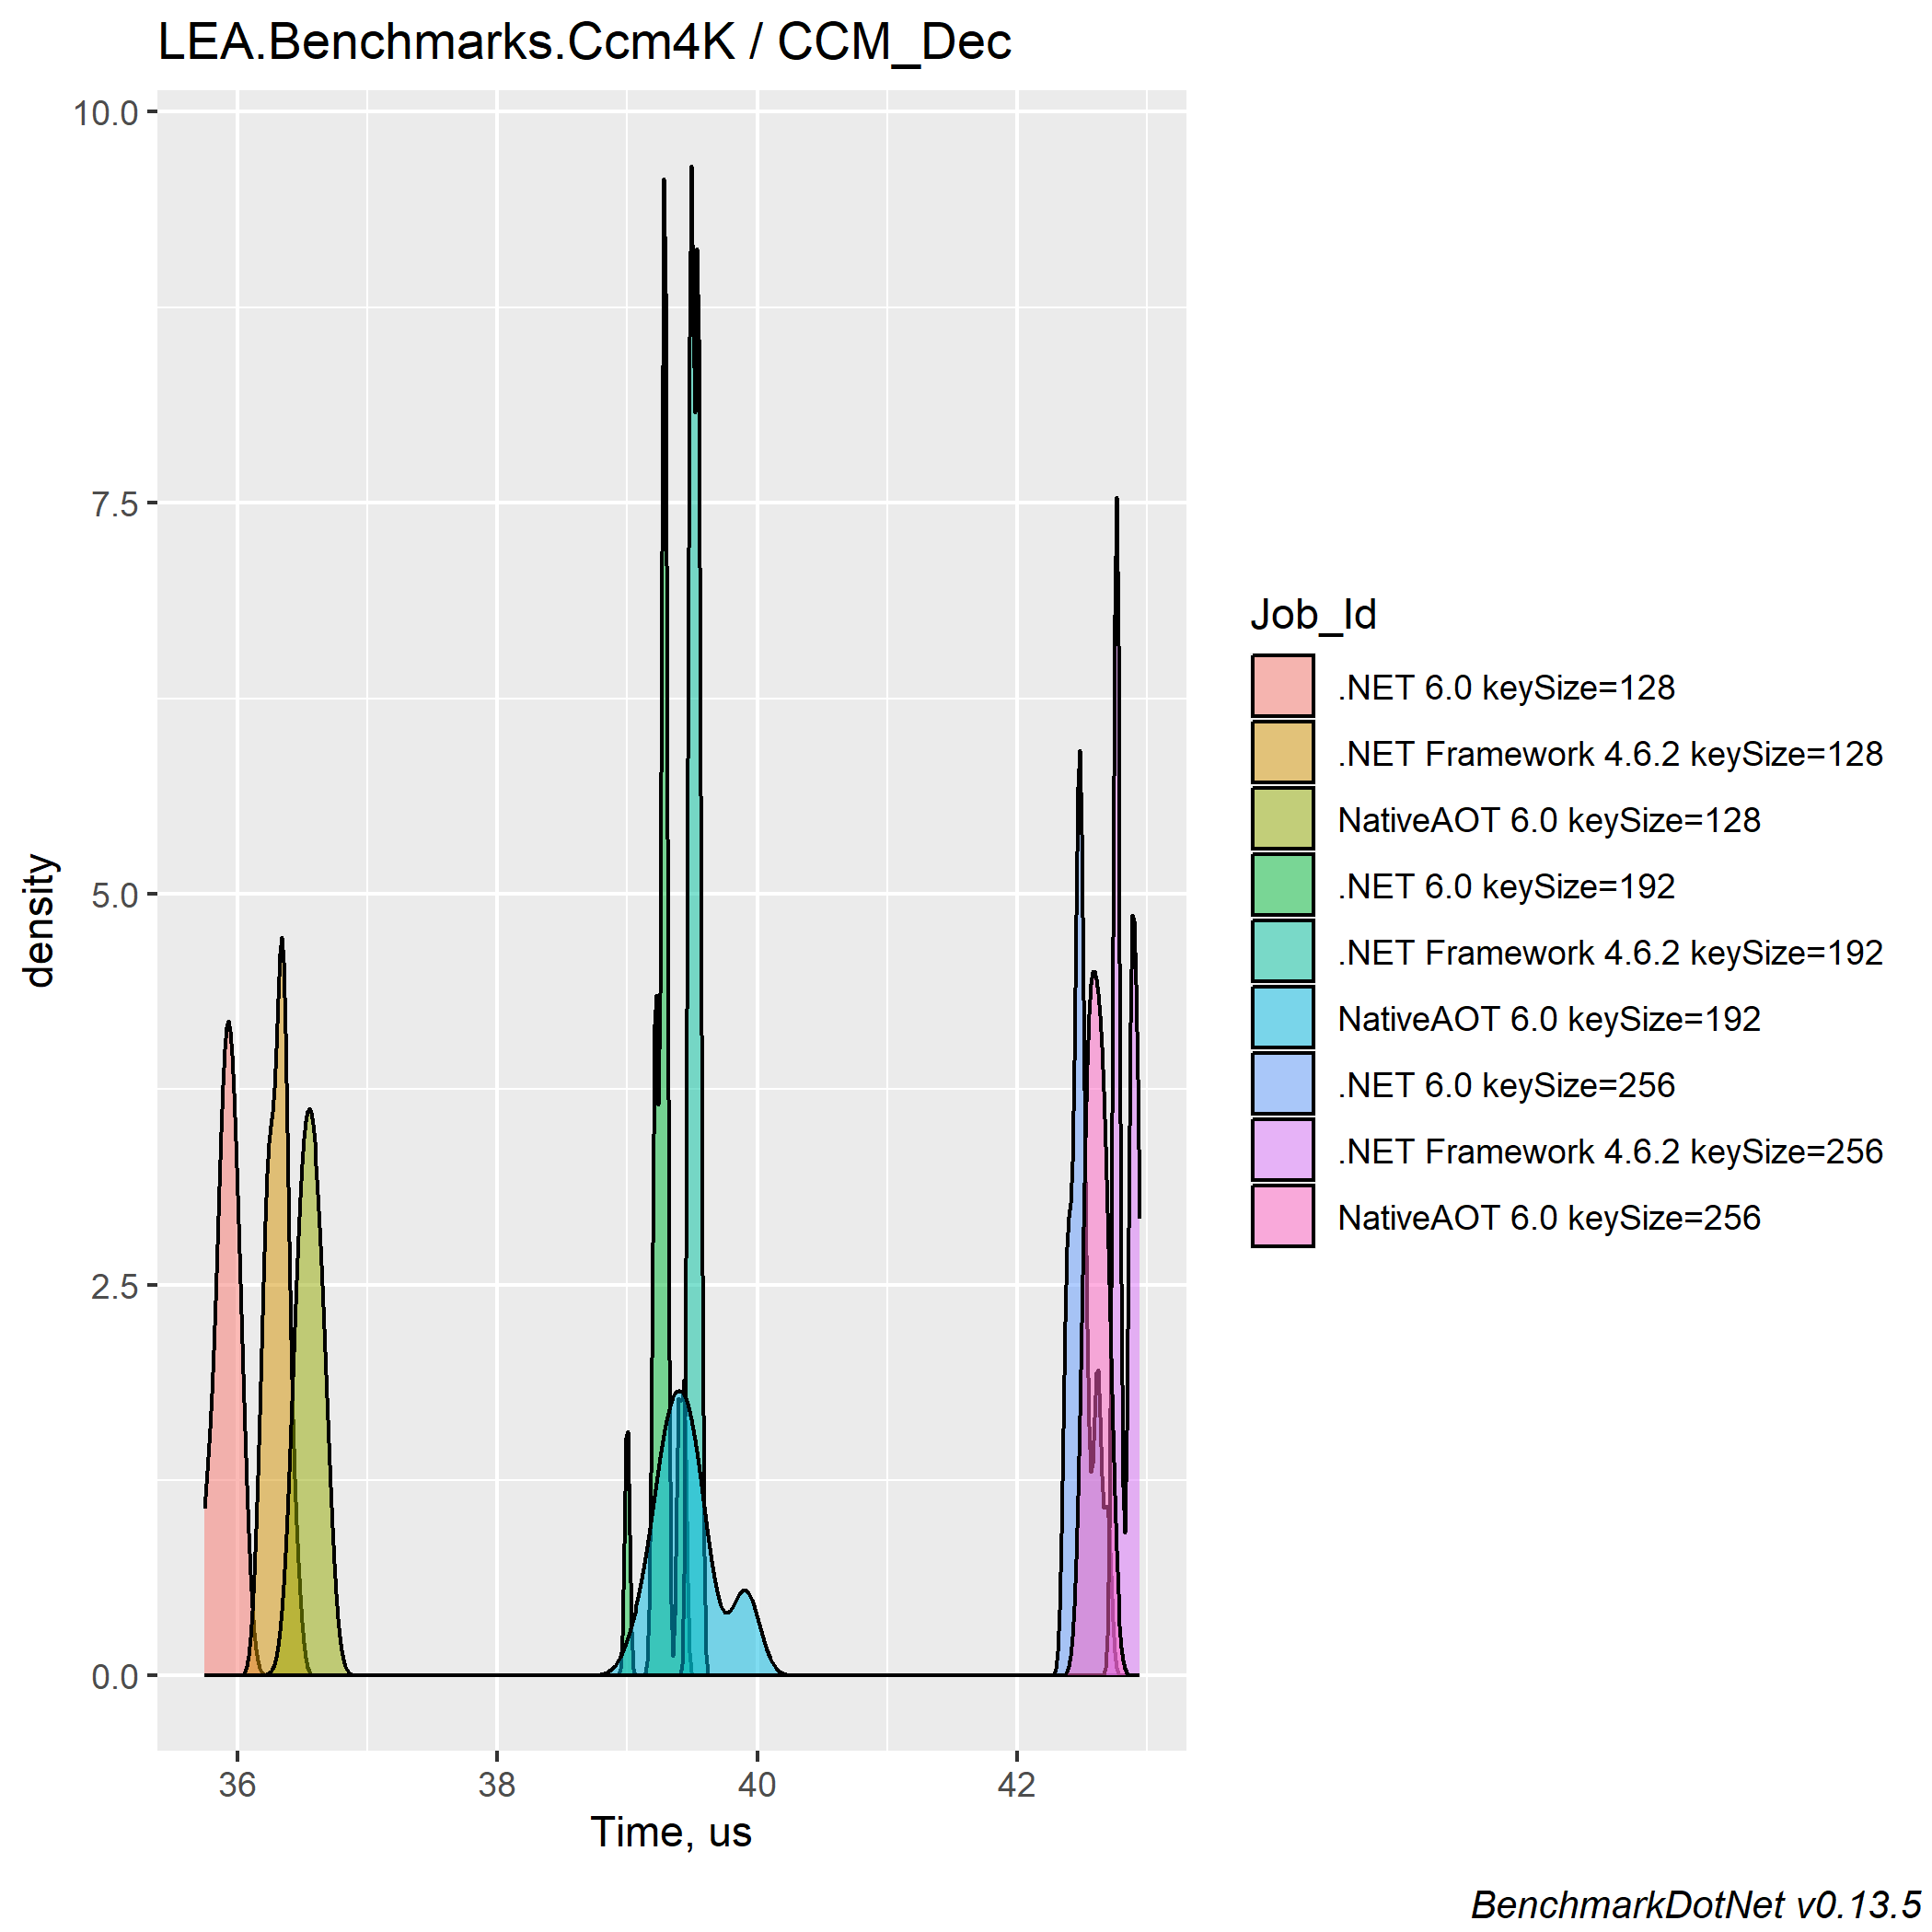 LEA.Benchmarks.Ccm4K / CCM_Dec
10.0
7.5
5.0
2.5
0.0
density
36
38
40
42
Time, us
Job_Id
.NET 6.0 keySize=128
.NET Framework 4.6.2 keySize=128
NativeAOT 6.0 keySize=128
.NET 6.0 keySize=192
.NET Framework 4.6.2 keySize=192
NativeAOT 6.0 keySize=192
.NET 6.0 keySize=256
.NET Framework 4.6.2 keySize=256
NativeAOT 6.0 keySize=256
BenchmarkDotNet v0.13.5